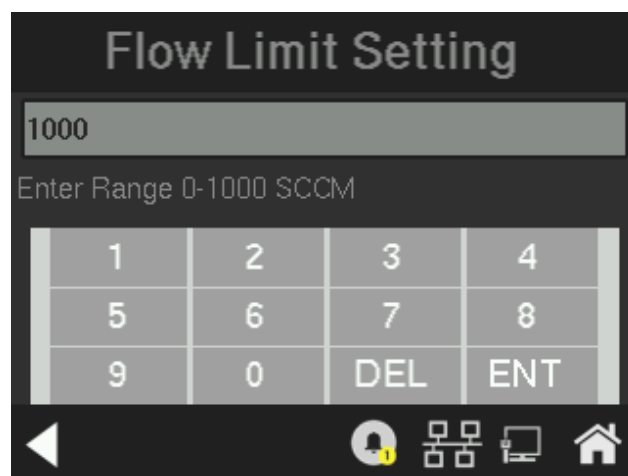 Flow Limit Setting
1000
Enter Range 0-1000 SCCM
1 2 3 4
5 6 7 8
9 0 DEL ENT
1